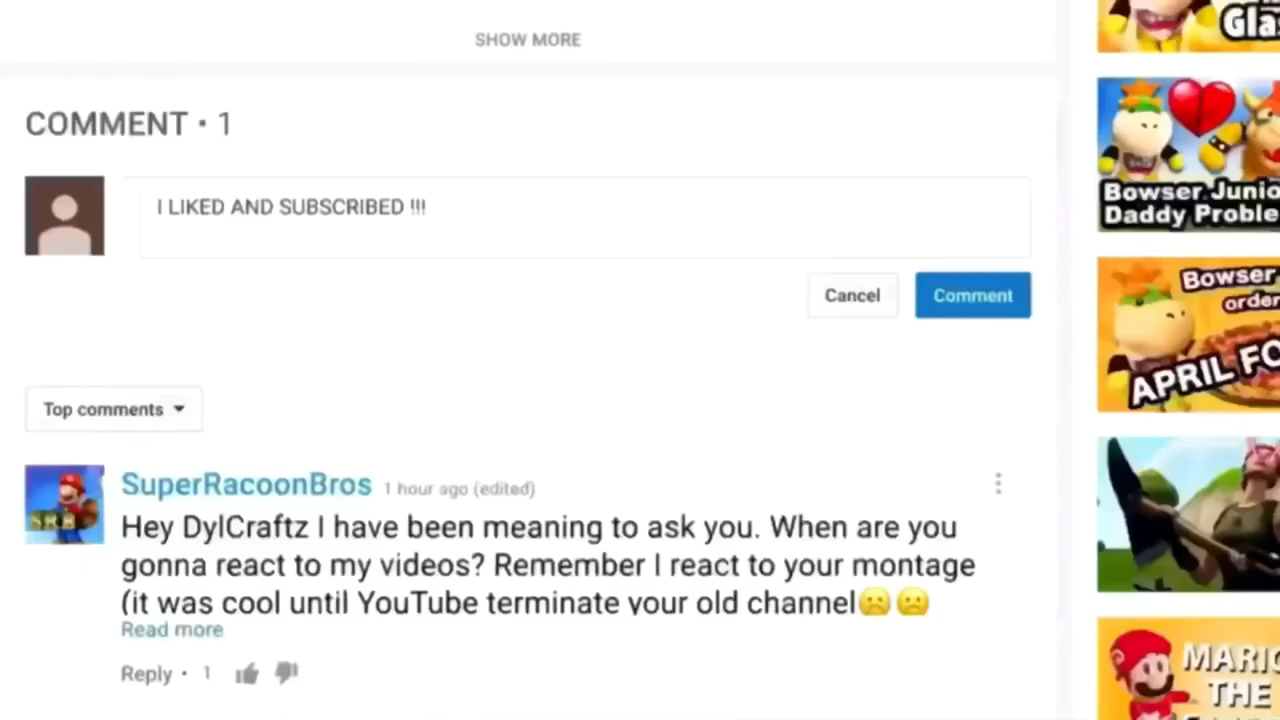 SHOW MORE
COMMENT • 1
I LIKED AND SUBSCRIBED !!!
Cancel
Comment
Top comments
SuperRacoonBros 1 hour ago (edited)
Hey DylCraftz I have been meaning to ask you. When are you
gonna react to my videos? Remember I react to your montage
(it was cool until YouTube terminate your old channel☹️☹️
Read more
Reply • 1
Gla
Bowser Junio
Daddy Proble
Bowser
order
APRIL FO
MARIO
THE